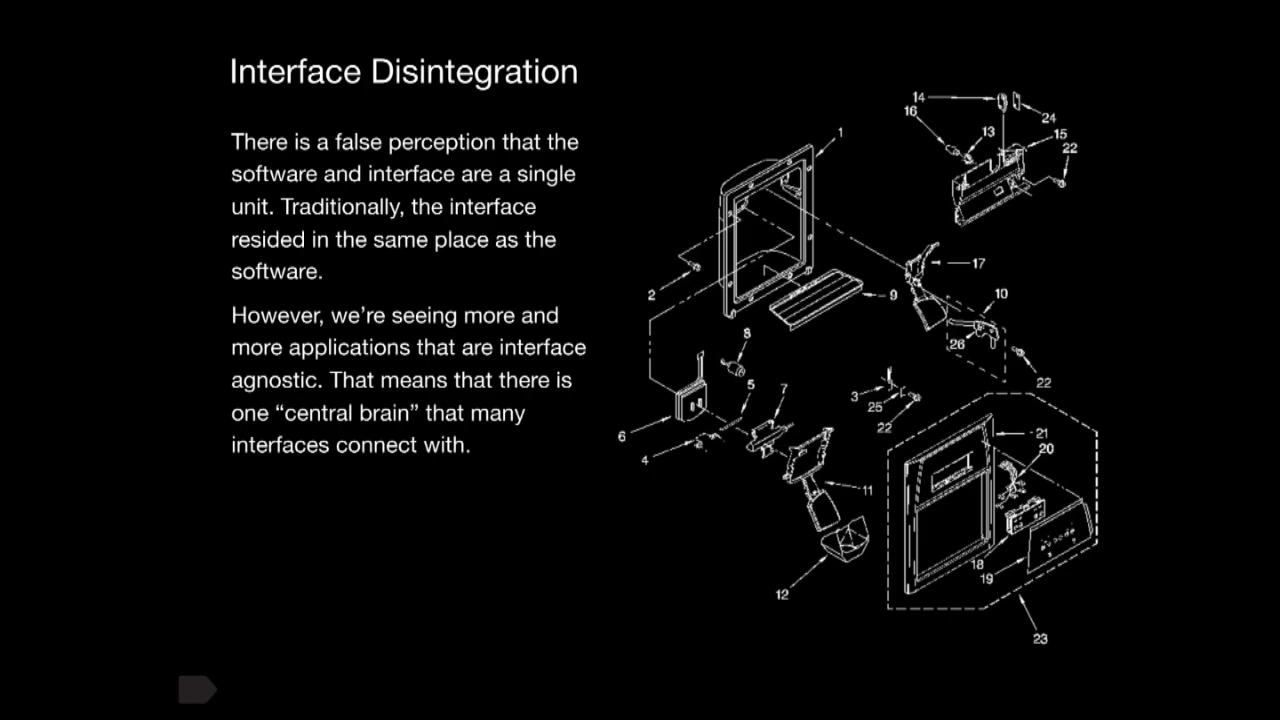 Interface Disintegration
There is a false perception that the
software and interface are a single
unit. Traditionally, the interface
resided in the same place as the
software.
However, we’re seeing more and
more applications that are interface
agnostic. That means that there is
one “central brain” that many
interfaces connect with.
14
16
24
13
15
1
22
17
2
9
10
8
26
5
7
3
22
25
22
6
21
4
20
11
18
19
12
23